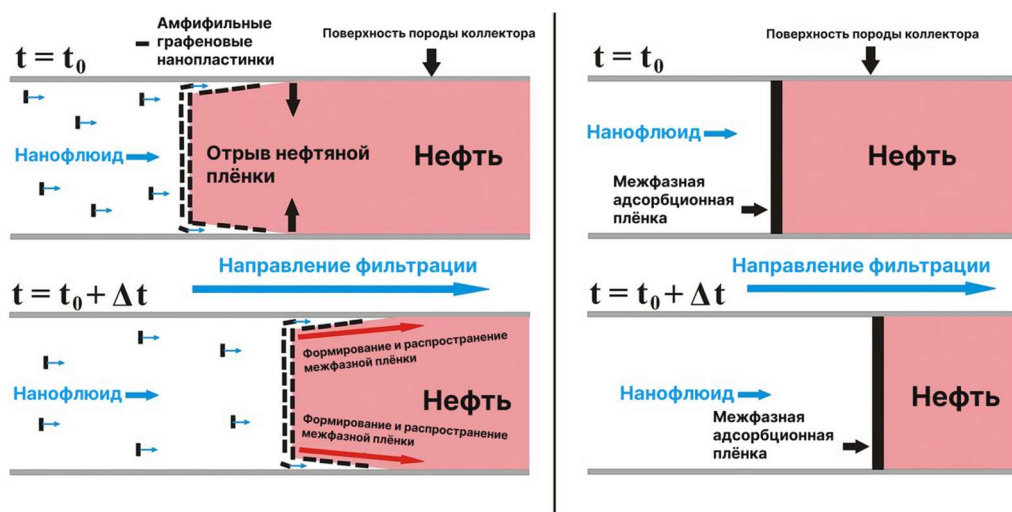 Амфифильные
графеновые
нанопластинки
Поверхность породы коллектора
t = t₀
Нанофлюид
Отрыв нефтяной
плёнки
Нефть
Направление фильтрации
t = t₀ + Δt
Формирование и распространение
межфазной плёнки
Нанофлюид
Нефть
Формирование и распространение
межфазной плёнки
Поверхность породы коллектора
t = t₀
Нанофлюид
Нефть
Межфазная
адсорбционная
плёнка
Направление фильтрации
t = t₀ + Δt
Нанофлюид
Нефть
Межфазная
адсорбционная
плёнка